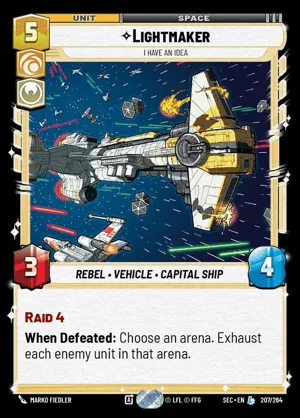 UNIT SPACE
5
✧LIGHTMAKER
I HAVE AN IDEA
3
4
REBEL • VEHICLE • CAPITAL SHIP
RAID 4
When Defeated: Choose an arena. Exhaust
each enemy unit in that arena.
MARKO FIEDLER © LFL © FFG SEC • EN 207/264